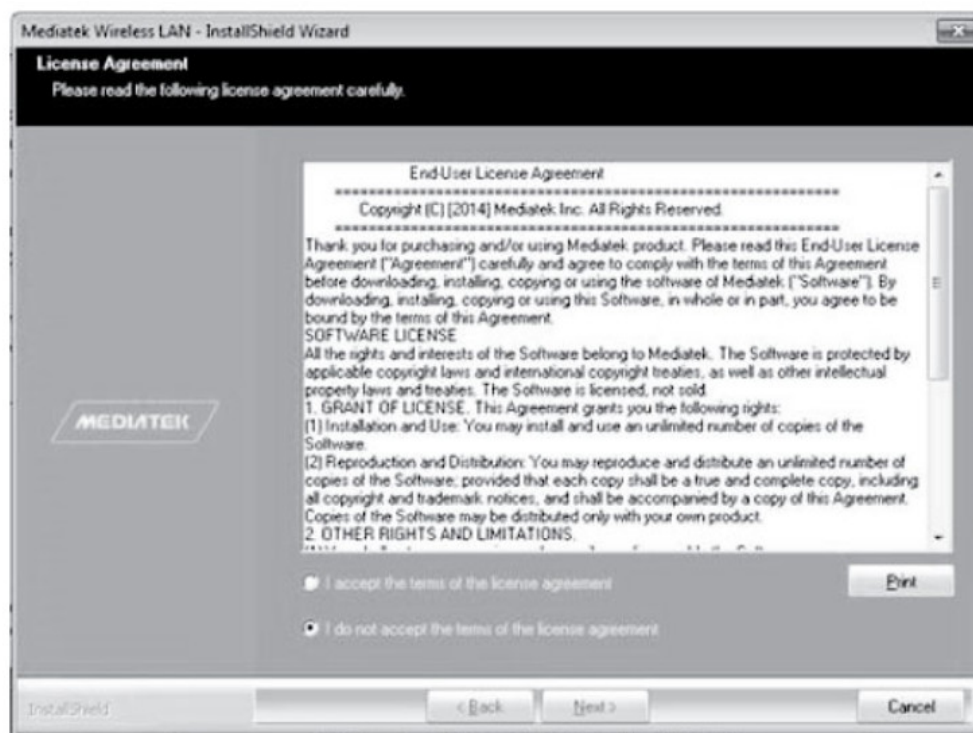 Mediatek Wireless LAN - InstallShield Wizard
License Agreement
Please read the following license agreement carefully.
End-User License Agreement
==========================================================
Copyright (C) [2014] Mediatek Inc. All Rights Reserved.
==========================================================
Thank you for purchasing and/or using Mediatek product. Please read this End-User License
Agreement ("Agreement") carefully and agree to comply with the terms of this Agreement
before downloading, installing, copying or using the software of Mediatek ("Software"). By
downloading, installing, copying or using this Software, in whole or in part, you agree to be
bound by the terms of this Agreement.
SOFTWARE LICENSE
All the rights and interests of the Software belong to Mediatek. The Software is protected by
applicable copyright laws and international copyright treaties, as well as other intellectual
property laws and treaties. The Software is licensed, not sold.
1. GRANT OF LICENSE. This Agreement grants you the following rights:
(1) Installation and Use: You may install and use an unlimited number of copies of the
Software.
(2) Reproduction and Distribution: You may reproduce and distribute an unlimited number of
copies of the Software; provided that each copy shall be a true and complete copy, including
all copyright and trademark notices, and shall be accompanied by a copy of this Agreement.
Copies of the Software may be distributed only with your own product.
2. OTHER RIGHTS AND LIMITATIONS.
MEDIATEK
I accept the terms of the license agreement
Print
I do not accept the terms of the license agreement
InstallShield
< Back
Next >
Cancel